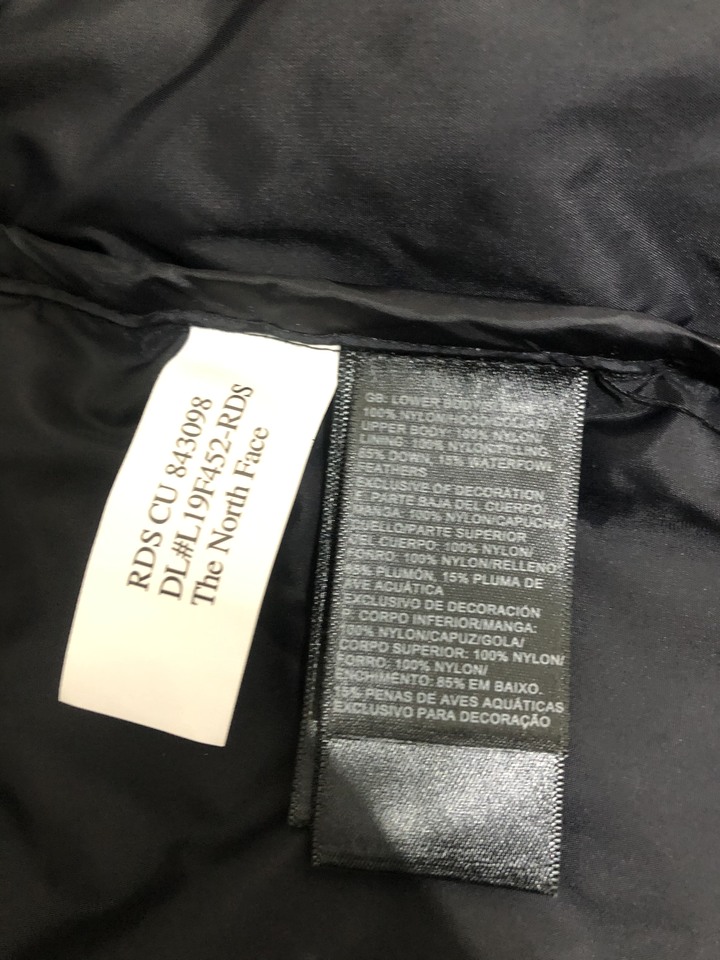 RDS CU 843098
DL#L19F452-RDS
The North Face
GB: LOWER BODY/
100% NYLON/HOOD/COLLAR/
UPPER BODY: 100% NYLON/
LINING: 100% NYLON/FILLING:
85% DOWN, 15% WATERFOWL
FEATHERS
EXCLUSIVE OF DECORATION
E: PARTE BAJA DEL CUERPO/
MANGA: 100% NYLON/CAPUCHA/
CUELLO/PARTE SUPERIOR
DEL CUERPO: 100% NYLON/
FORRO: 100% NYLON/RELLENO:
85% PLUMÓN, 15% PLUMA DE
AVE AGUÁTICA
EXCLUSIVO DE DECORACIÓN
CORPO INFERIOR/MANGA:
100% NYLON/CAPUZ/GOLA/
CORPO SUPERIOR: 100% NYLON/
FORRO: 100% NYLON/
ENCHIMENTO: 85% EM BAIXO,
15% PENAS DE AVES AQUÁTICAS
EXCLUSIVO PARA DECORAÇÃO